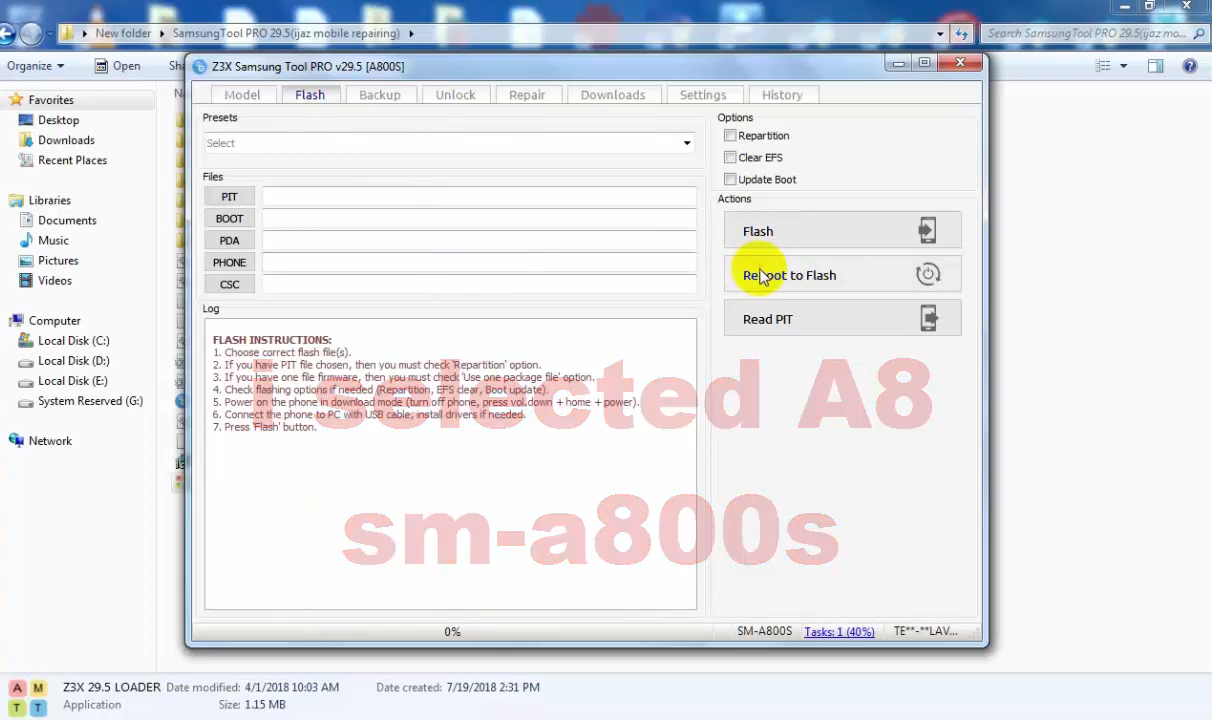 New folder
SamsungTool PRO 29.5(ijaz mobile repairing)
Search SamsungTool PRO 29.5(ijaz mo...
Organize
Open
Z3X Samsung Tool PRO v29.5 [A800S]
Model
Flash
Backup
Unlock
Repair
Downloads
Settings
History
Favorites
Desktop
Downloads
Recent Places
Libraries
Documents
Music
Pictures
Videos
Computer
Local Disk (C:)
Local Disk (D:)
Local Disk (E:)
System Reserved (G:)
Network
Presets
Select
Files
PIT
BOOT
PDA
PHONE
CSC
Options
Repartition
Clear EFS
Update Boot
Actions
Flash
Reboot to Flash
Read PIT
Log
FLASH INSTRUCTIONS:
1. Choose correct flash file(s).
2. If you have PIT file chosen, then you must check 'Repartition' option.
3. If you have one file firmware, then you must check 'Use one package file' option.
4. Check flashing options if needed (Repartition, EFS clear, Boot update).
5. Power on the phone in download mode (turn off phone, press vol.down + home + power).
6. Connect the phone to PC with USB cable, install drivers if needed.
7. Press 'Flash' button.
i selected A8
sm-a800s
0%
SM-A800S
Tasks: 1 (40%)
TE**-**LAV...
Z3X 29.5 LOADER
Date modified: 4/1/2018 10:03 AM
Date created: 7/19/2018 2:31 PM
Application
Size: 1.15 MB
A M
T T